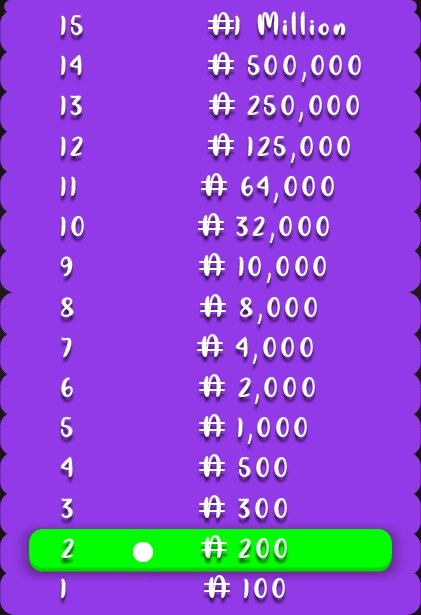 15 ₳1 Million
14 ₳ 500,000
13 ₳ 250,000
12 ₳ 125,000
11 ₳ 64,000
10 ₳ 32,000
9 ₳ 10,000
8 ₳ 8,000
7 ₳ 4,000
6 ₳ 2,000
5 ₳ 1,000
4 ₳ 500
3 ₳ 300
2 ₳ 200
1 ₳ 100